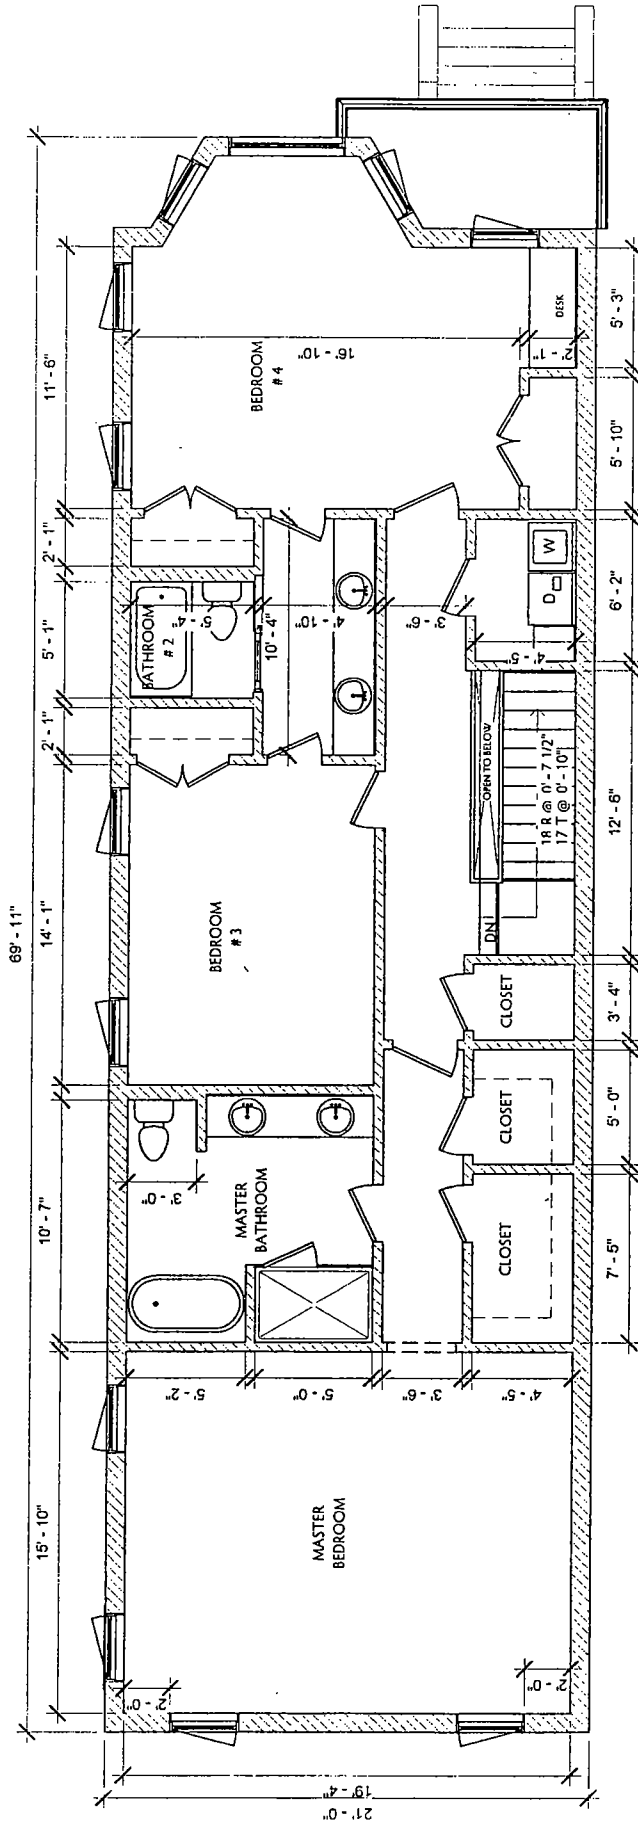 69' - 11"
15' - 10"
10' - 7"
14' - 1"
2' - 1"
5' - 1"
2' - 1"
11' - 6"
MASTER
BEDROOM
MASTER
BATHROOM
BEDROOM
# 3
BATHROOM
# 2
BEDROOM
# 4
DESK
CLOSET
CLOSET
CLOSET
DN
OPEN TO BELOW
18 R @ 0' - 7 1/2"
17 T @ 0' - 10"
D
W
3' - 0"
5' - 4"
4' - 10"
10' - 4"
3' - 6"
4' - 5"
16' - 10"
2' - 1"
5' - 2"
5' - 0"
3' - 6"
4' - 5"
2' - 0"
2' - 0"
19' - 4"
21' - 0"
7' - 5"
5' - 0"
3' - 4"
12' - 6"
6' - 2"
5' - 10"
5' - 3"